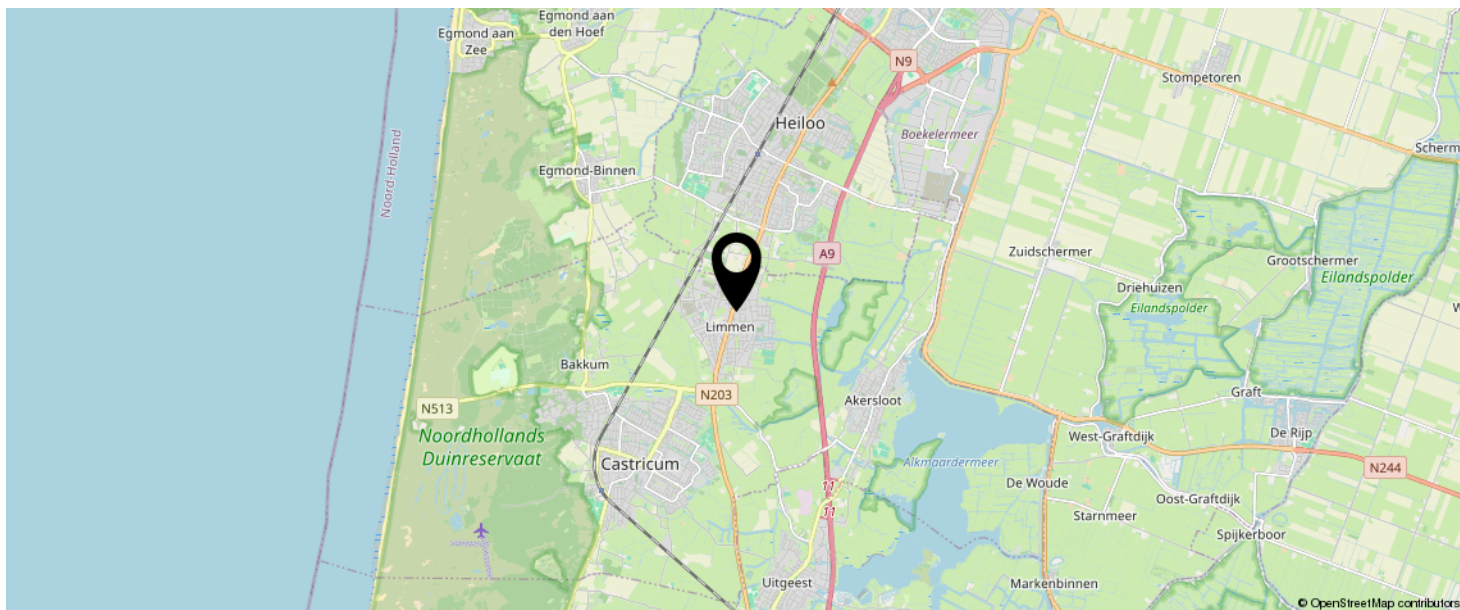 Egmond aan
Zee
Egmond aan
den Hoef
N9
Stompetoren
Heiloo
Boekelermeer
Scherm
Noord-Holland
Egmond-Binnen
A9
Zuidschermer
Grootschermer
Eilandspolder
Driehuizen
Eilandspolder
W
Limmen
Bakkum
N203
Akersloot
Graft
N513
Noordhollands
Duinreservaat
West-Graftdijk
De Rijp
Castricum
Alkmaardermeer
N244
De Woude
11
11
Oost-Graftdijk
Starnmeer
Spijkerboor
Uitgeest
Markenbinnen
© OpenStreetMap contributors